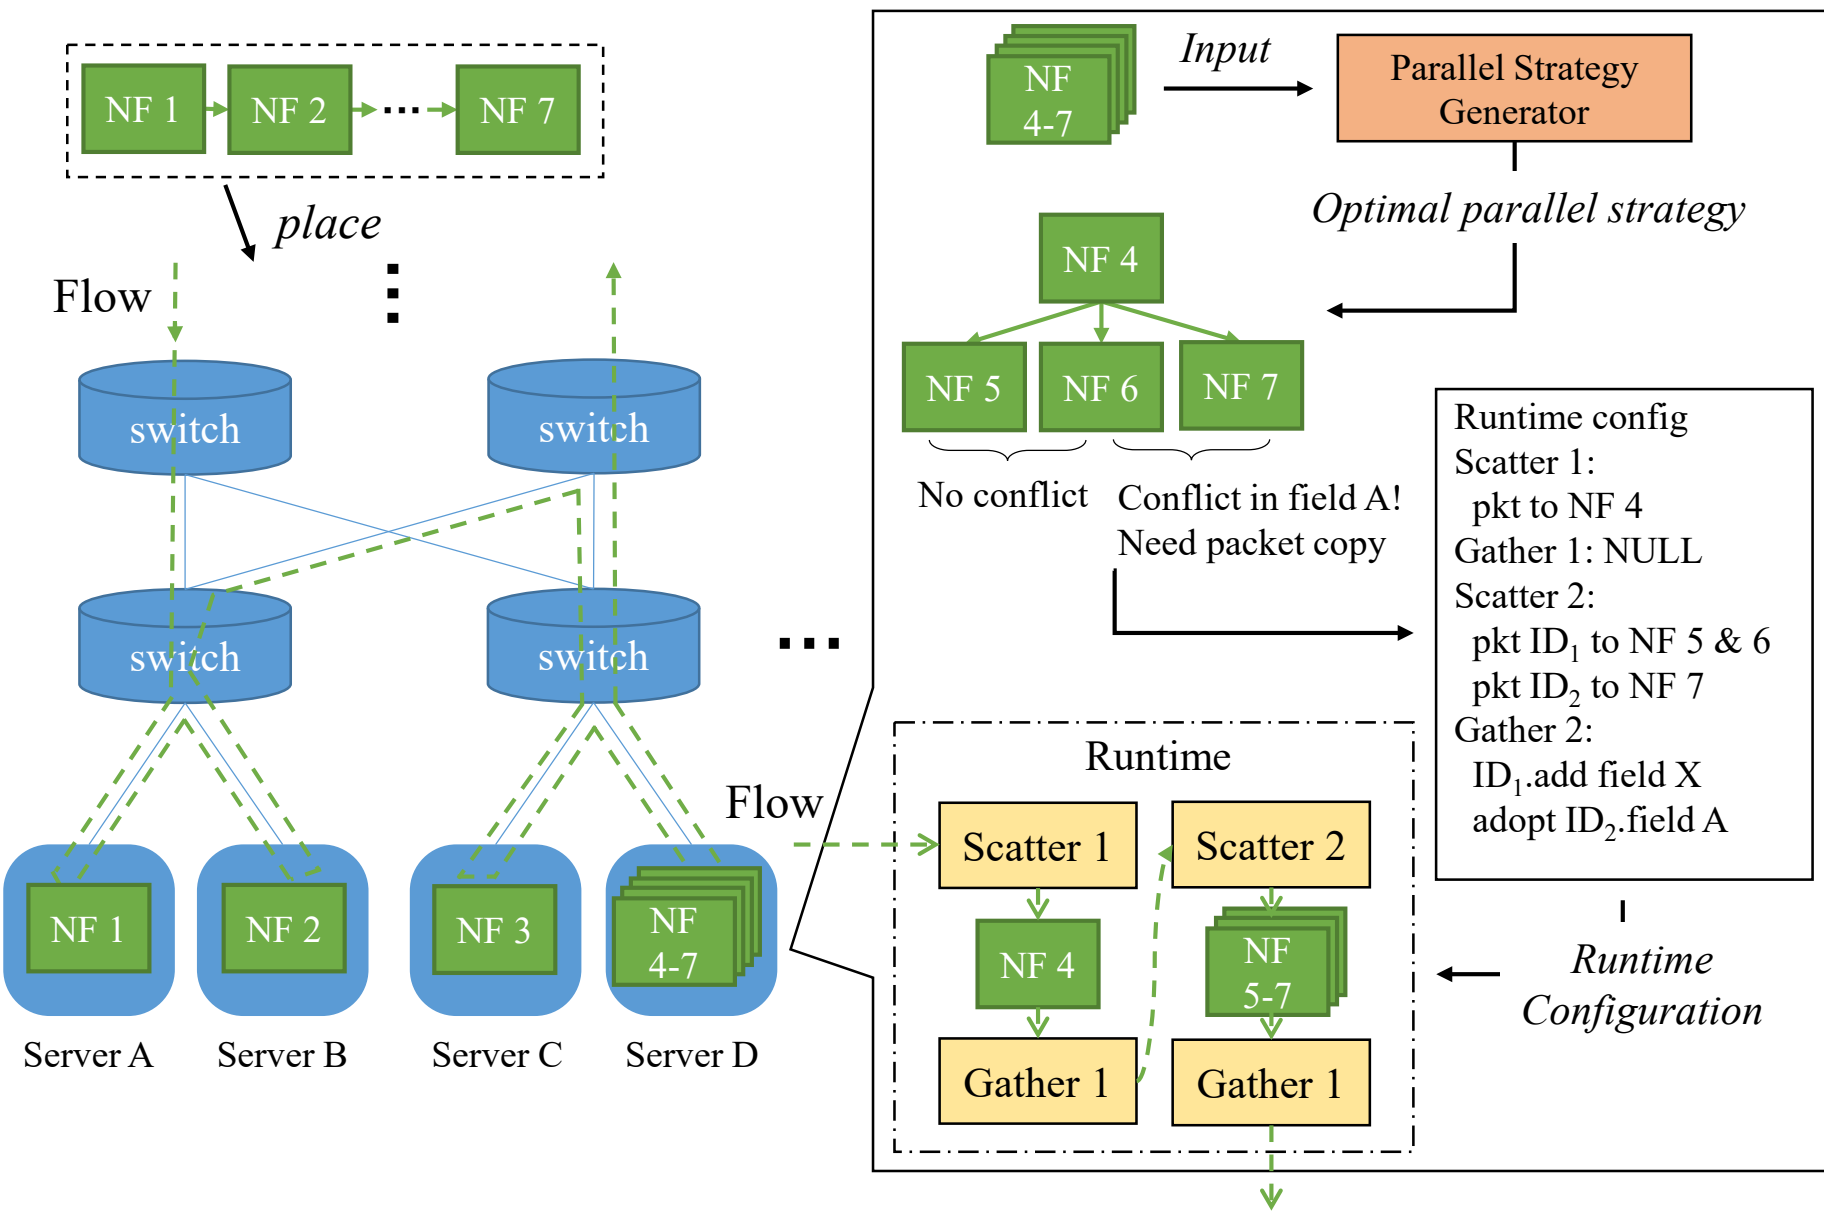 NF 1
NF 2
...
NF 7
place
Flow
switch
switch
switch
switch
...
NF 1
NF 2
NF 3
NF
4-7
Server A
Server B
Server C
Server D
NF
4-7
Input
Parallel Strategy
Generator
Optimal parallel strategy
NF 4
NF 5
NF 6
NF 7
No conflict
Conflict in field A!
Need packet copy
Runtime config
Scatter 1:
pkt to NF 4
Gather 1: NULL
Scatter 2:
pkt ID₁ to NF 5 & 6
pkt ID₂ to NF 7
Gather 2:
ID₁.add field X
adopt ID₂.field A
Runtime
Configuration
Runtime
Flow
Scatter 1
NF 4
Gather 1
Scatter 2
NF
5-7
Gather 1